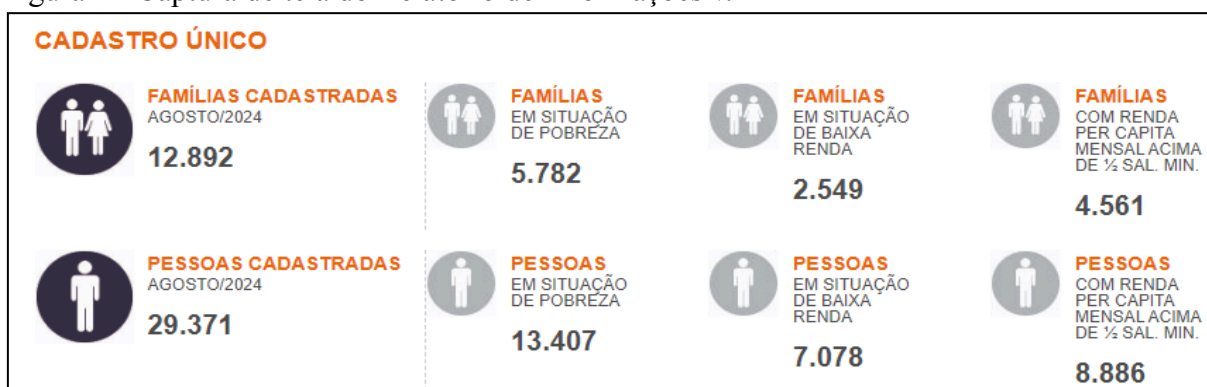 CADASTRO ÚNICO
FAMÍLIAS CADASTRADAS
AGOSTO/2024
12.892
FAMÍLIAS
EM SITUAÇÃO
DE POBREZA
5.782
FAMÍLIAS
EM SITUAÇÃO
DE BAIXA
RENDA
2.549
FAMÍLIAS
COM RENDA
PER CAPITA
MENSAL ACIMA
DE ½ SAL. MIN.
4.561
PESSOAS CADASTRADAS
AGOSTO/2024
29.371
PESSOAS
EM SITUAÇÃO
DE POBREZA
13.407
PESSOAS
EM SITUAÇÃO
DE BAIXA
RENDA
7.078
PESSOAS
COM RENDA
PER CAPITA
MENSAL ACIMA
DE ½ SAL. MIN.
8.886